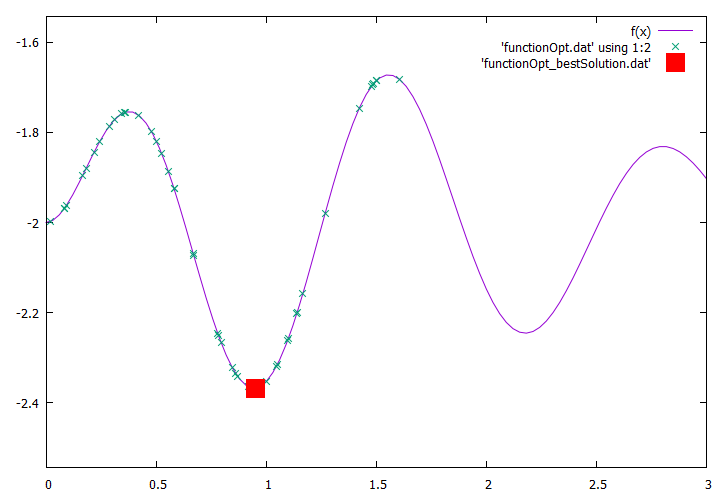 f(x)
'functionOpt.dat' using 1:2
'functionOpt_bestSolution.dat'
-1.6
-1.8
-2
-2.2
-2.4
0 0.5 1 1.5 2 2.5 3